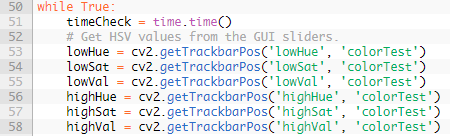 50 while True:
51     timeCheck = time.time()
52     # Get HSV values from the GUI sliders.
53     lowHue = cv2.getTrackbarPos('lowHue', 'colorTest')
54     lowSat = cv2.getTrackbarPos('lowSat', 'colorTest')
55     lowVal = cv2.getTrackbarPos('lowVal', 'colorTest')
56     highHue = cv2.getTrackbarPos('highHue', 'colorTest')
57     highSat = cv2.getTrackbarPos('highSat', 'colorTest')
58     highVal = cv2.getTrackbarPos('highVal', 'colorTest')